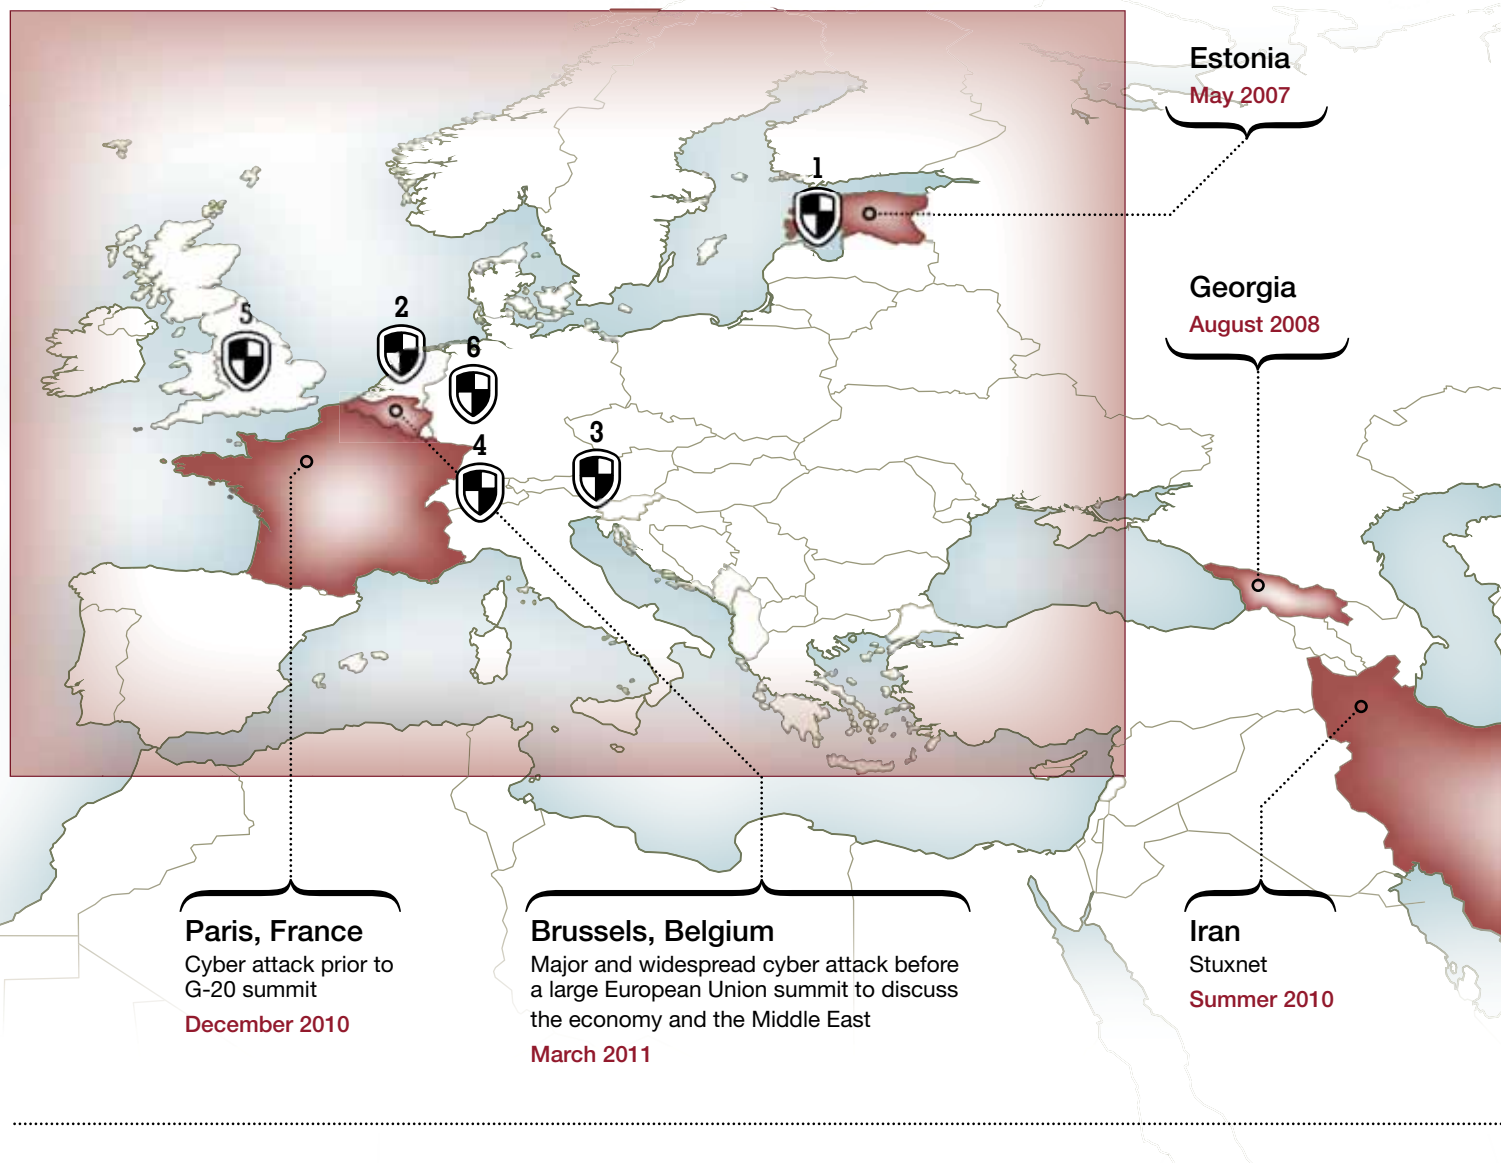 Estonia
May 2007
1
Georgia
August 2008
5
2
6
4
3
Paris, France
Cyber attack prior to
G-20 summit
December 2010
Brussels, Belgium
Major and widespread cyber attack before
a large European Union summit to discuss
the economy and the Middle East
March 2011
Iran
Stuxnet
Summer 2010